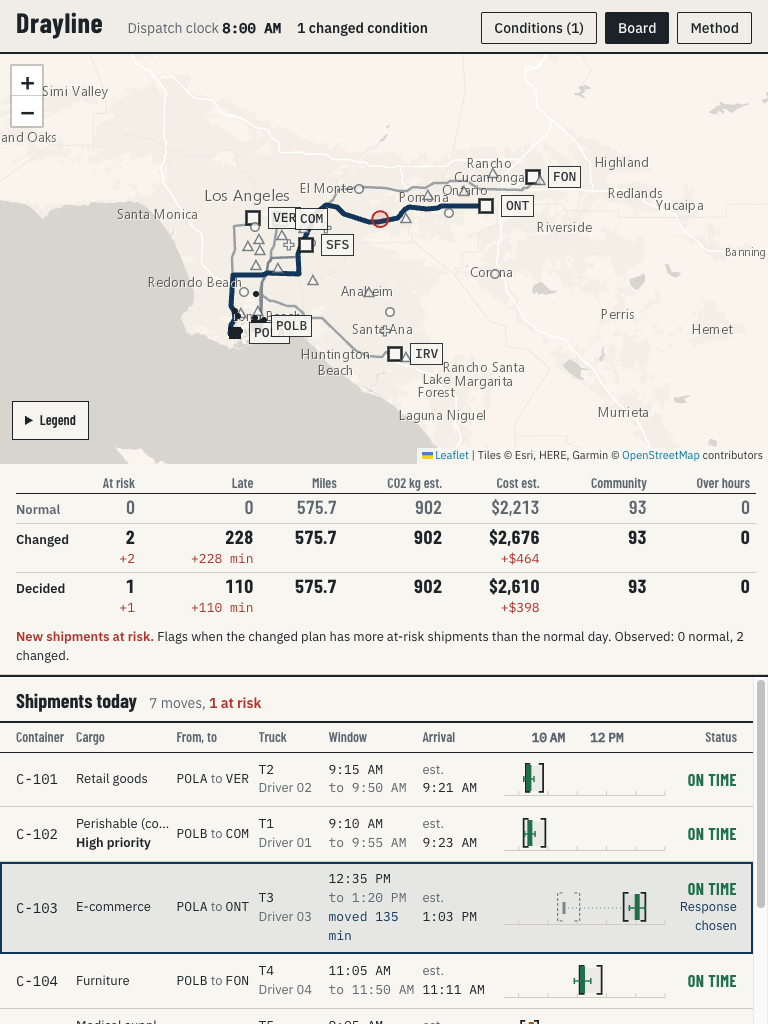 Drayline Dispatch clock 8:00 AM 1 changed condition Conditions (1) Board Method
+
−
Simi Valley
and Oaks
Rancho
Cucamonga
Highland
FON
El Monte
Ontario
Los Angeles
Pomona
Redlands
Yucaipa
ONT
Santa Monica
VER COM
SFS
Riverside
Banning
Corona
Redondo Beach
Anaheim
Perris
Hemet
POLB
Santa Ana
Huntington
Beach
IRV
Rancho Santa
Margarita
Lake
Forest
Laguna Niguel
Murrieta
▶ Legend
Leaflet | Tiles © Esri, HERE, Garmin © OpenStreetMap contributors
At risk Late Miles CO2 kg est. Cost est. Community Over hours
Normal 0 0 575.7 902 $2,213 93 0
Changed 2 228 575.7 902 $2,676 93 0
+2 +228 min +$464
Decided 1 110 575.7 902 $2,610 93 0
+1 +110 min +$398
New shipments at risk. Flags when the changed plan has more at-risk shipments than the normal day. Observed: 0 normal, 2
changed.
Shipments today 7 moves, 1 at risk
Container Cargo From, to Truck Window Arrival 10 AM 12 PM Status
C-101 Retail goods POLA to VER T2 Driver 02 9:15 AM to 9:50 AM est. 9:21 AM ON TIME
C-102 Perishable (co… High priority POLB to COM T1 Driver 01 9:10 AM to 9:55 AM est. 9:23 AM ON TIME
C-103 E-commerce POLA to ONT T3 Driver 03 12:35 PM to 1:20 PM moved 135 min est. 1:03 PM ON TIME Response chosen
C-104 Furniture POLB to FON T4 Driver 04 11:05 AM to 11:50 AM est. 11:11 AM ON TIME